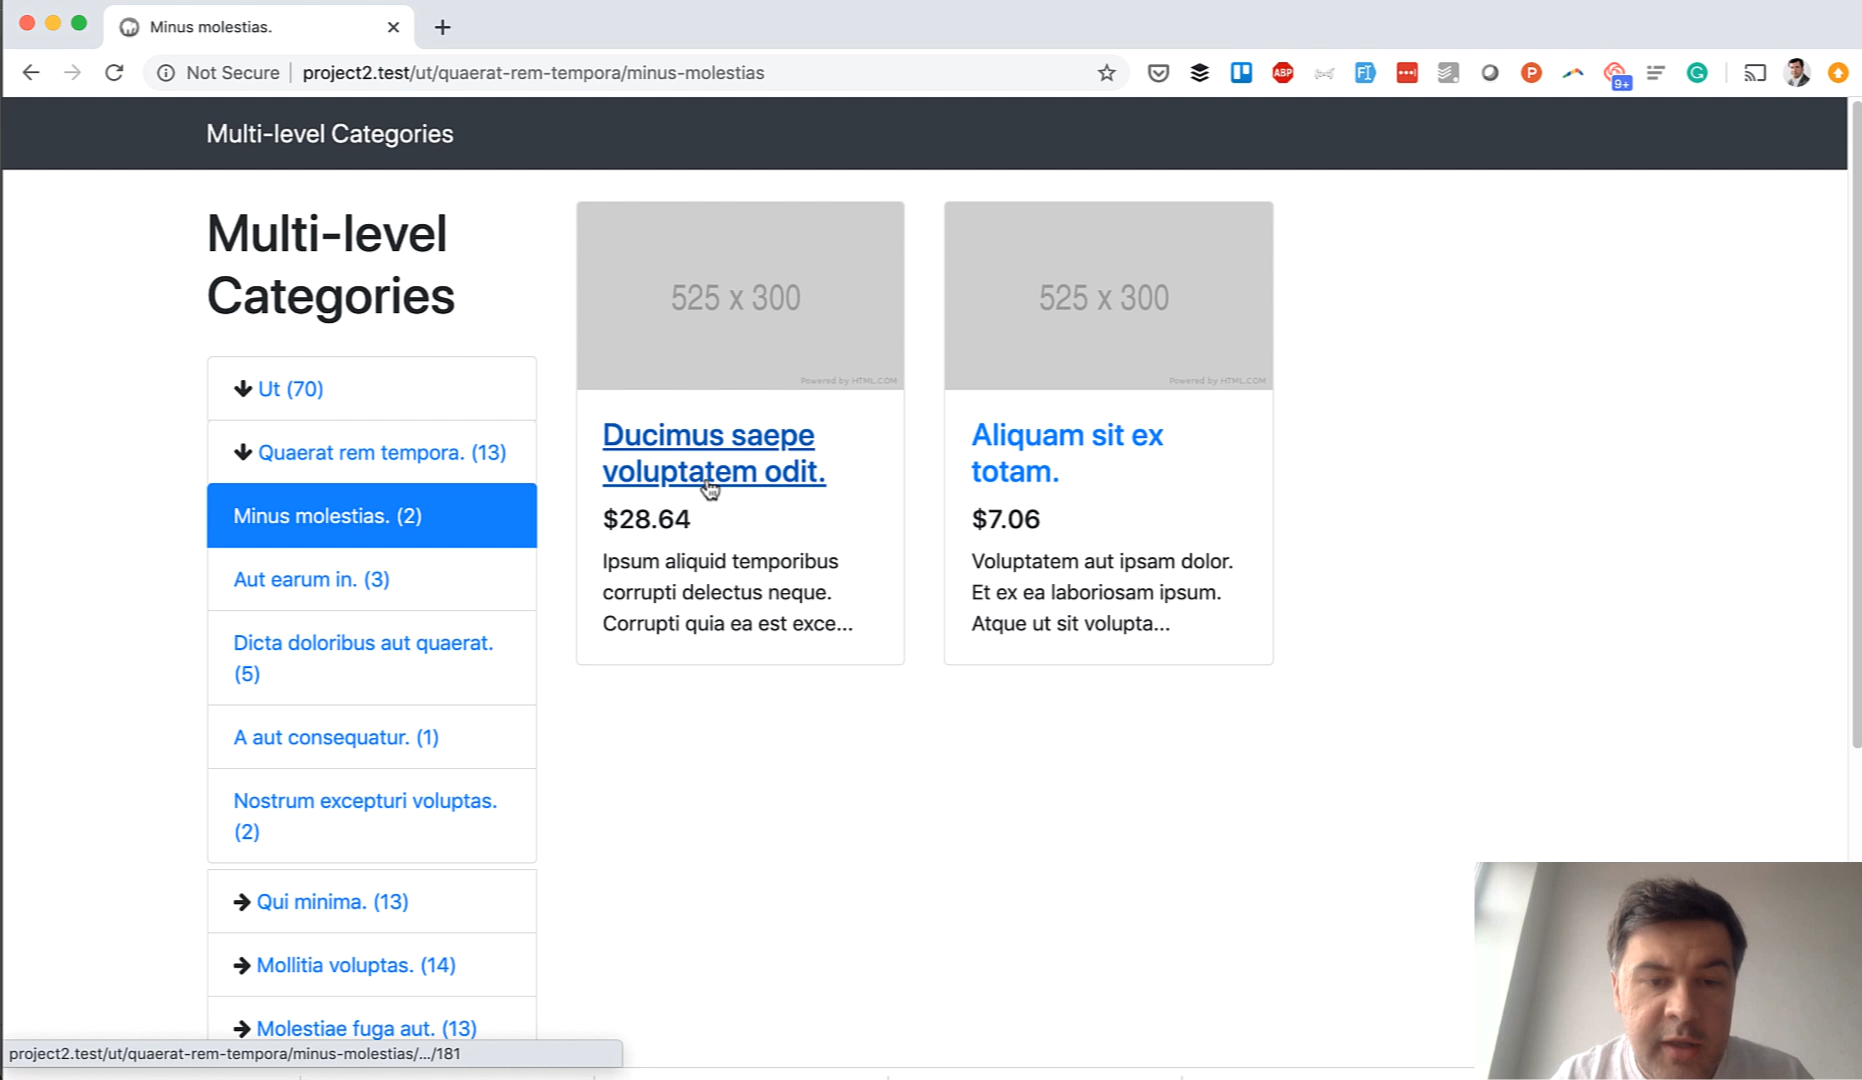 Minus molestias.
Not Secure
project2.test/ut/quaerat-rem-tempora/minus-molestias
ABP
P
9+
G
Multi-level Categories
Multi-level
Categories
Ut (70)
Quaerat rem tempora. (13)
Minus molestias. (2)
Aut earum in. (3)
Dicta doloribus aut quaerat.
(5)
A aut consequatur. (1)
Nostrum excepturi voluptas.
(2)
Qui minima. (13)
Mollitia voluptas. (14)
Molestiae fuga aut. (13)
525 x 300
Powered by HTML.COM
Ducimus saepe
voluptatem odit.
$28.64
Ipsum aliquid temporibus
corrupti delectus neque.
Corrupti quia ea est exce...
525 x 300
Powered by HTML.COM
Aliquam sit ex
totam.
$7.06
Voluptatem aut ipsam dolor.
Et ex ea laboriosam ipsum.
Atque ut sit volupta...
project2.test/ut/quaerat-rem-tempora/minus-molestias/.../181